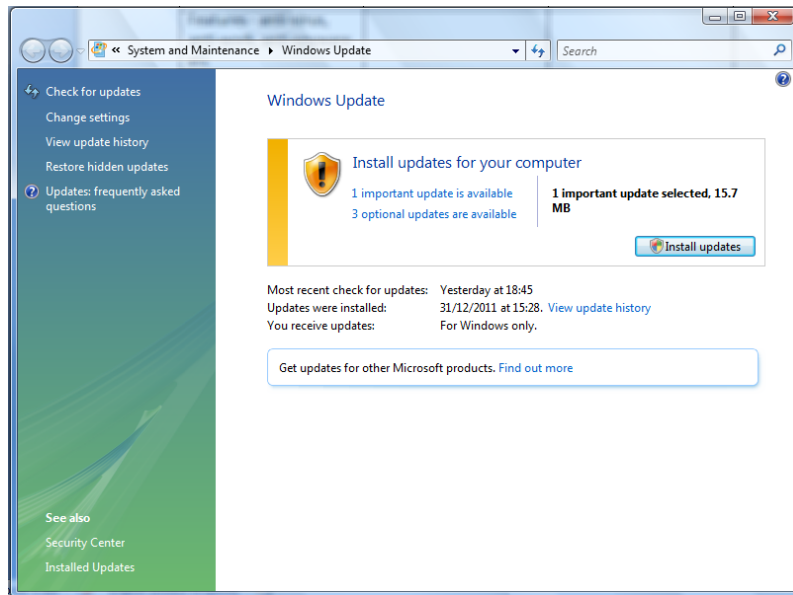 « System and Maintenance ▸ Windows Update
Search
Check for updates
Change settings
View update history
Restore hidden updates
Updates: frequently asked
questions
See also
Security Center
Installed Updates
Windows Update
Install updates for your computer
1 important update is available
3 optional updates are available
1 important update selected, 15.7
MB
Install updates
Most recent check for updates: Yesterday at 18:45
Updates were installed: 31/12/2011 at 15:28. View update history
You receive updates: For Windows only.
Get updates for other Microsoft products. Find out more